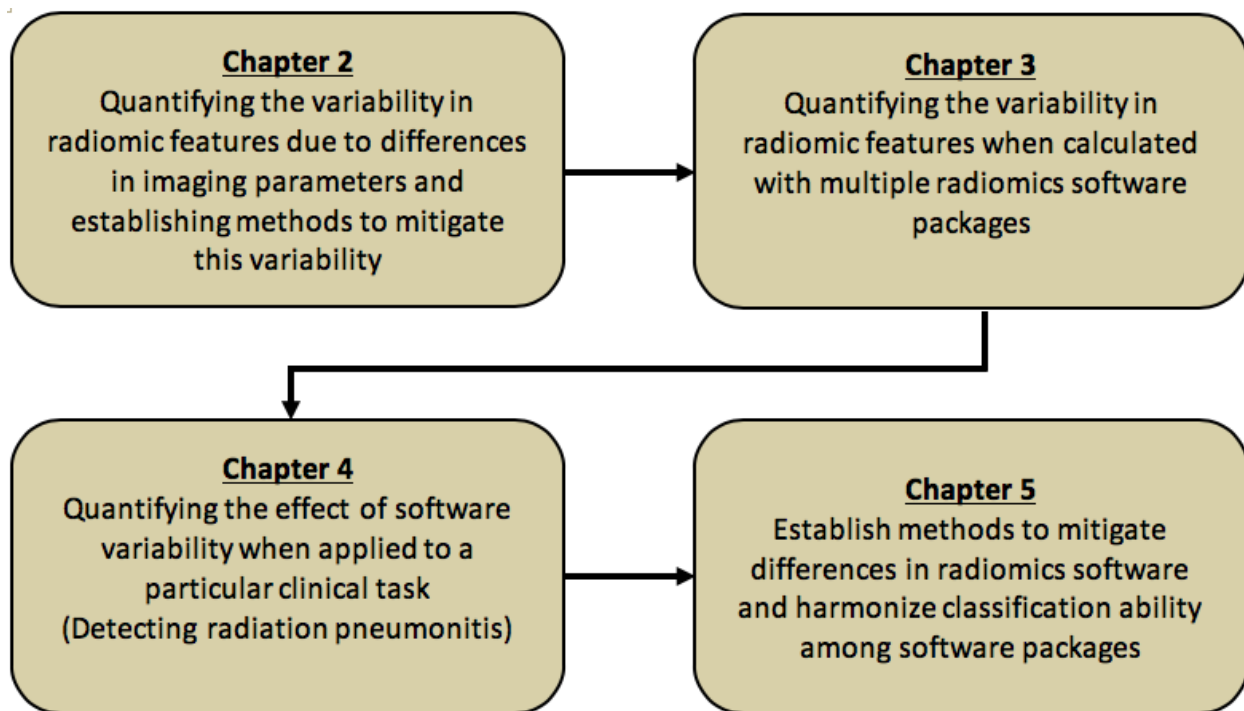 Chapter 2
Quantifying the variability in
radiomic features due to differences
in imaging parameters and
establishing methods to mitigate
this variability
Chapter 3
Quantifying the variability in
radiomic features when calculated
with multiple radiomics software
packages
Chapter 4
Quantifying the effect of software
variability when applied to a
particular clinical task
(Detecting radiation pneumonitis)
Chapter 5
Establish methods to mitigate
differences in radiomics software
and harmonize classification ability
among software packages